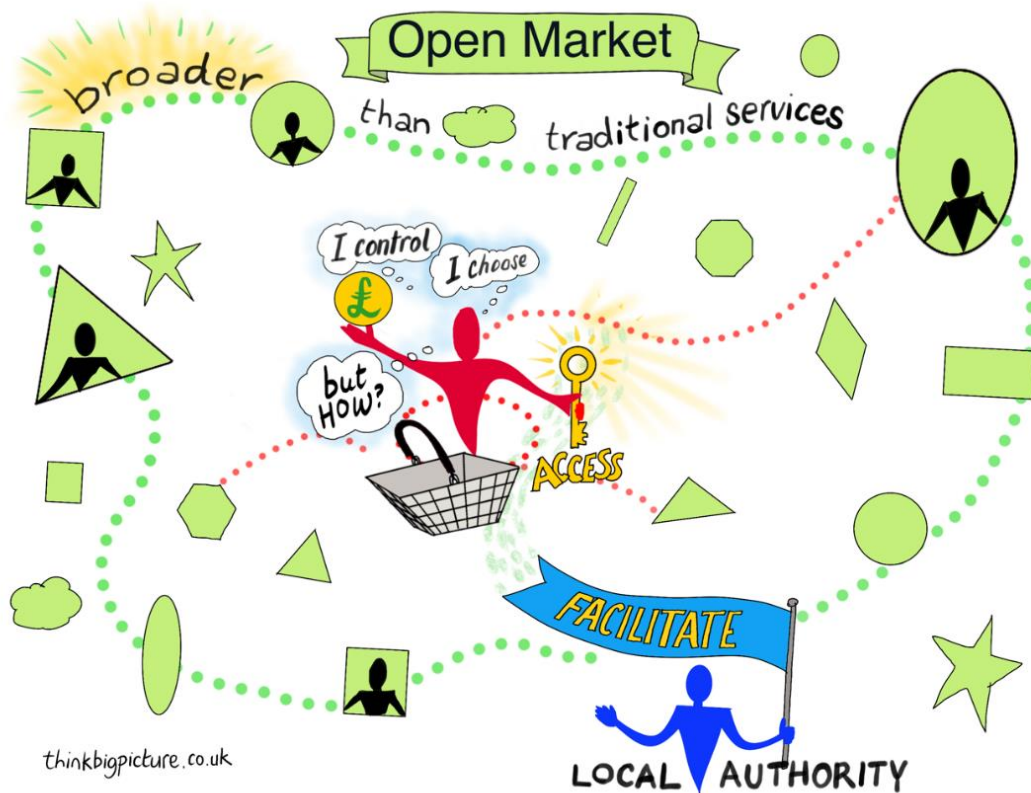 Open Market
broader than traditional services
I control
I choose
£
but
HOW?
ACCESS
FACILITATE
LOCAL AUTHORITY
thinkbigpicture.co.uk